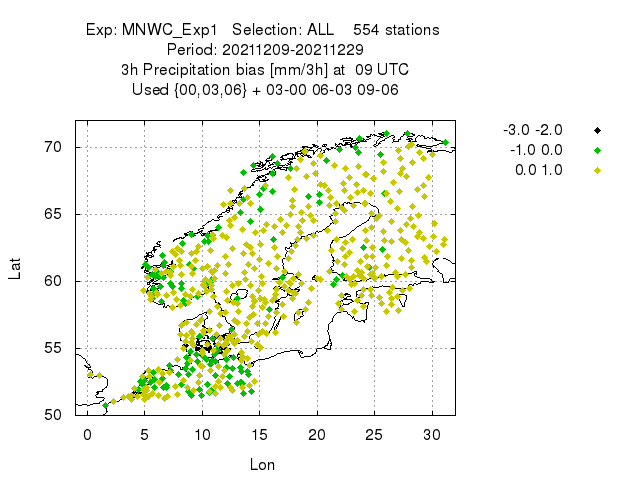 Exp: MNWC_Exp1 Selection: ALL 554 stations
Period: 20211209-20211229
3h Precipitation bias [mm/3h] at 09 UTC
Used {00,03,06} + 03-00 06-03 09-06
-3.0 -2.0
-1.0 0.0
0.0 1.0
70
65
60
55
50
Lat
0 5 10 15 20 25 30
Lon